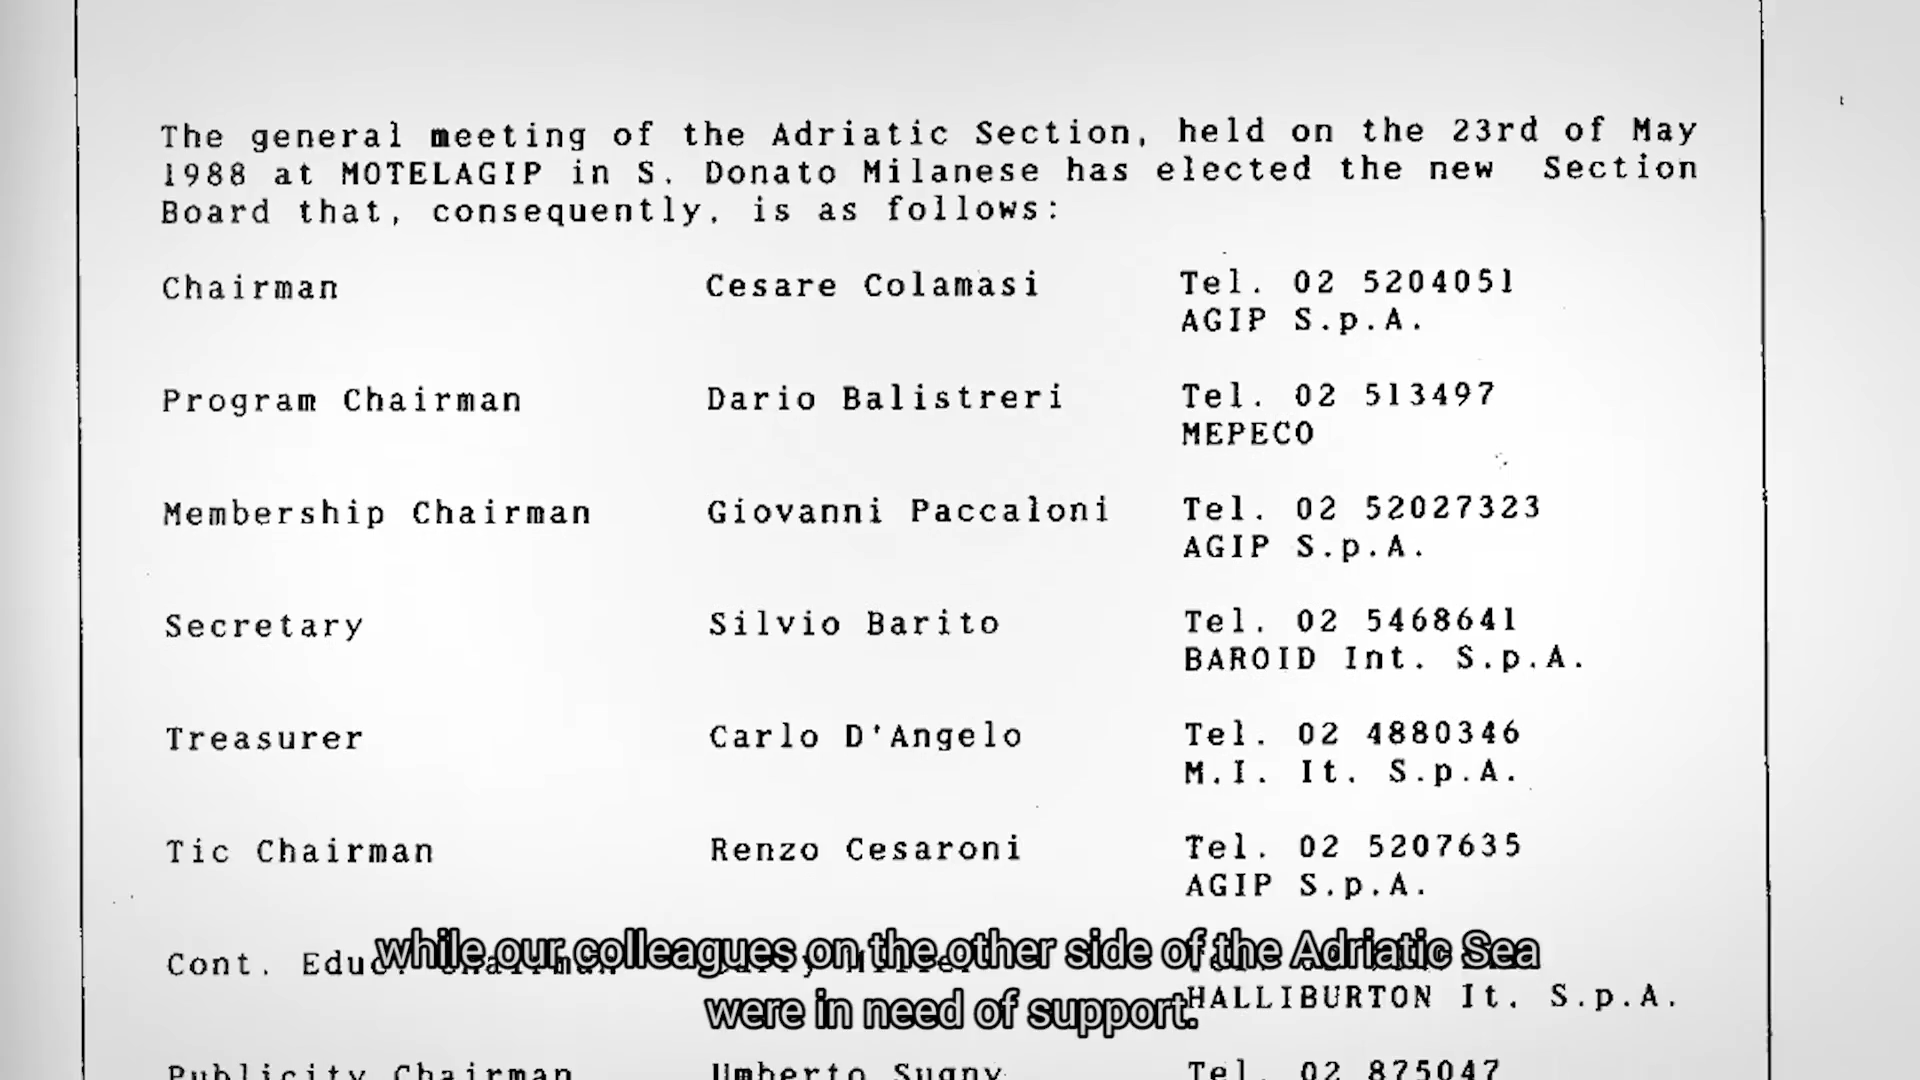 The general meeting of the Adriatic Section, held on the 23rd of May
1988 at MOTELAGIP in S. Donato Milanese has elected the new Section
Board that, consequently, is as follows:
Chairman Cesare Colamasi Tel. 02 5204051
AGIP S.p.A.
Program Chairman Dario Balistreri Tel. 02 513497
MEPECO
Membership Chairman Giovanni Paccaloni Tel. 02 52027323
AGIP S.p.A.
Secretary Silvio Barito Tel. 02 5468641
BAROID Int. S.p.A.
Treasurer Carlo D'Angelo Tel. 02 4880346
M.I. It. S.p.A.
Tic Chairman Renzo Cesaroni Tel. 02 5207635
AGIP S.p.A.
Cont. Educ. Chairman
while our colleagues on the other side of the Adriatic Sea
HALLIBURTON It. S.p.A.
were in need of support.
Publicity Chairman Umberto Sugny Tel. 02 875047